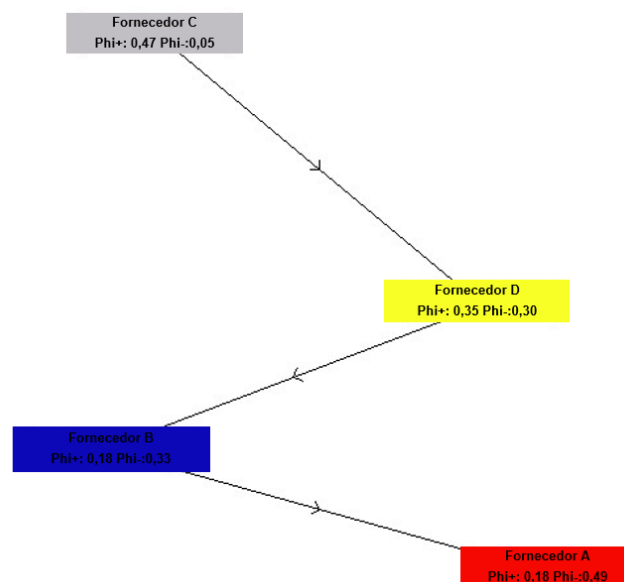 Fornecedor C
Phi+: 0,47 Phi-:0,05
Fornecedor D
Phi+: 0,35 Phi-:0,30
Fornecedor B
Phi+: 0,18 Phi-:0,33
Fornecedor A
Phi+: 0,18 Phi-:0,49